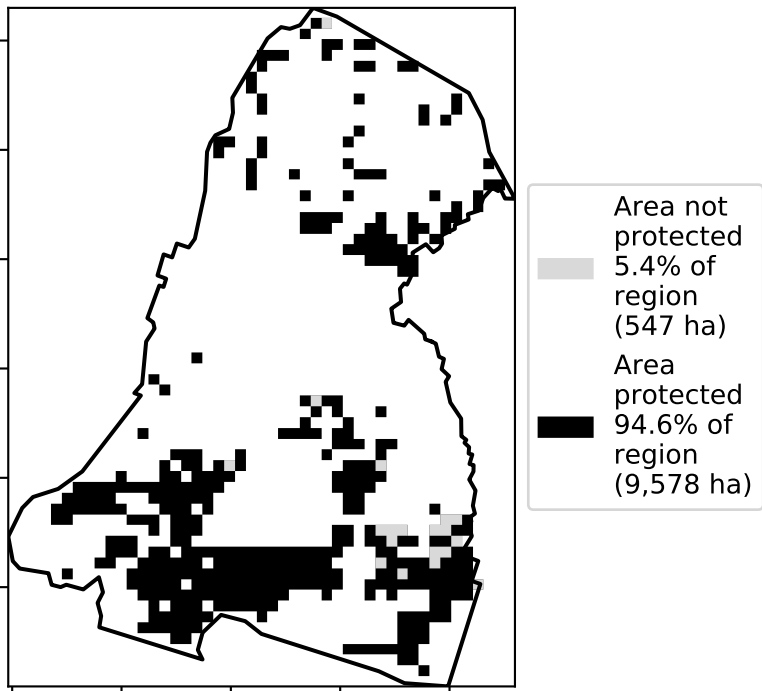 Area not
protected
5.4% of
region
(547 ha)
Area
protected
94.6% of
region
(9,578 ha)